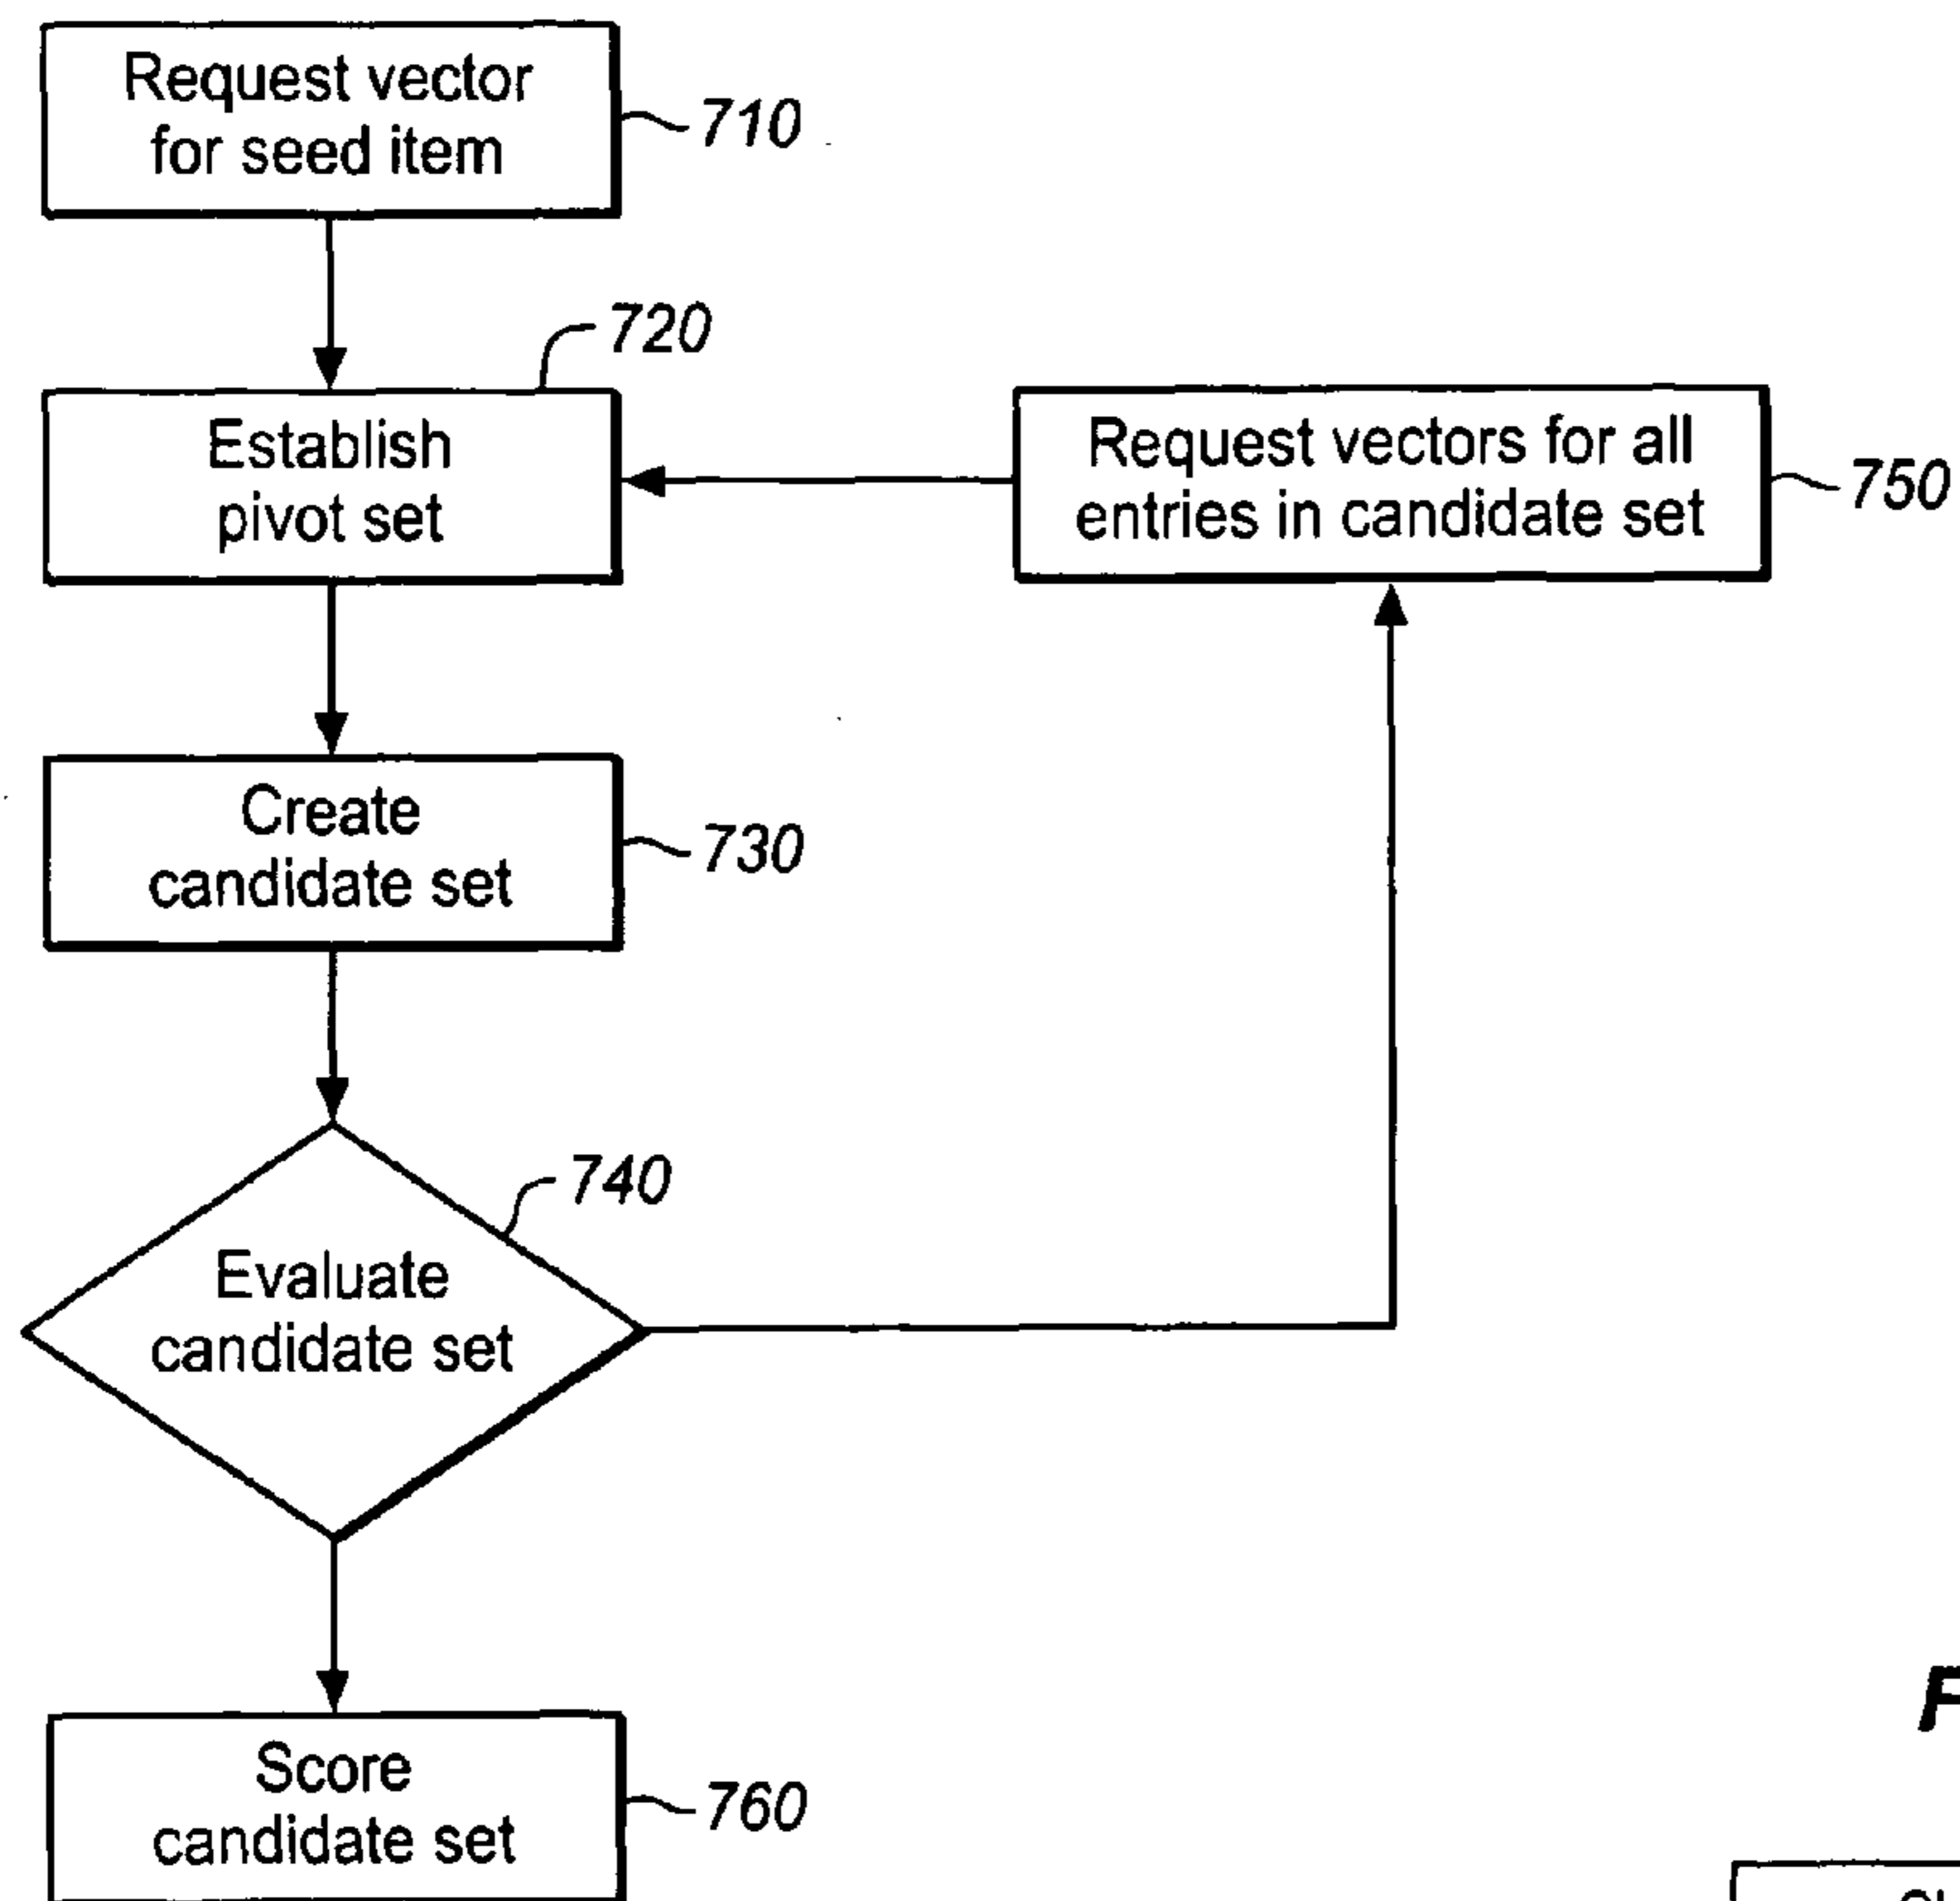 Request vector
for seed item
710
720
Establish
pivot set
Request vectors for all
entries in candidate set
750
Create
candidate set
730
740
Evaluate
candidate set
Score
candidate set
760